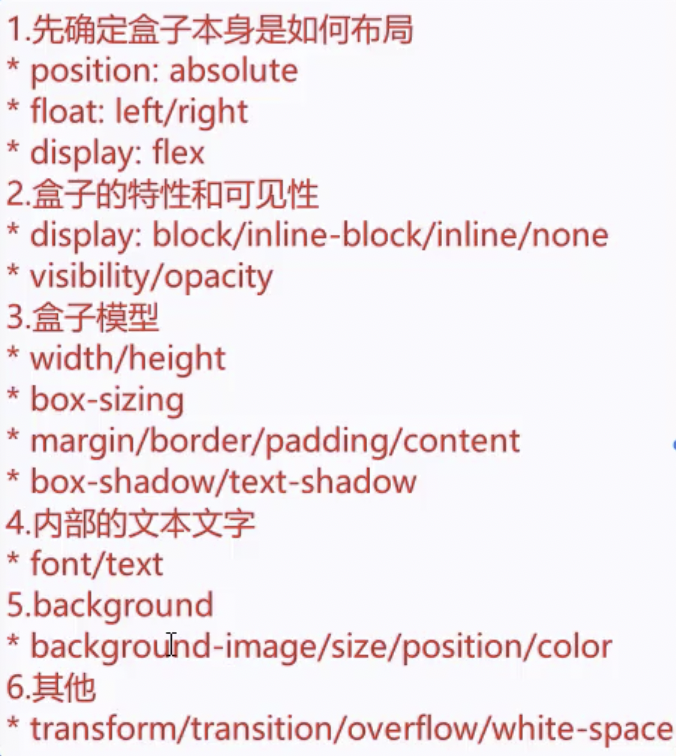 1.先确定盒子本身是如何布局
* position: absolute
* float: left/right
* display: flex
2.盒子的特性和可见性
* display: block/inline-block/inline/none
* visibility/opacity
3.盒子模型
* width/height
* box-sizing
* margin/border/padding/content
* box-shadow/text-shadow
4.内部的文本文字
* font/text
5.background
* background-image/size/position/color
6.其他
* transform/transition/overflow/white-space